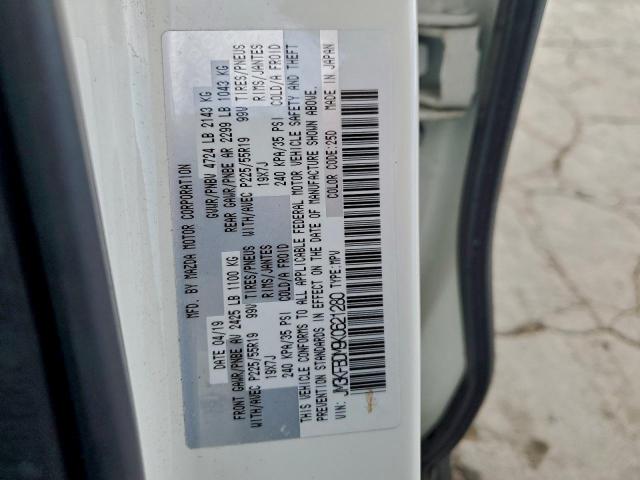 MFD. BY MAZDA MOTOR CORPORATION
DATE 04/19 GVWR/PNBV 4724 LB 2143 KG
FRONT GAWR/PNBE AV 2425 LB 1100 KG REAR GAWR/PNBE AR 2299 LB 1043 KG
WITH/AVEC P225/55R19 99V TIRES/PNEUS WITH/AVEC P225/55R19 99V TIRES/PNEUS
19X7J RIMS/JANTES 19X7J RIMS/JANTES
240 KPA/35 PSI COLD/A FROID 240 KPA/35 PSI COLD/A FROID
THIS VEHICLE CONFORMS TO ALL APPLICABLE FEDERAL MOTOR VEHICLE SAFETY AND THEFT
PREVENTION STANDARDS IN EFFECT ON THE DATE OF MANUFACTURE SHOWN ABOVE.
VIN: JM3KFBDM9K0621260 TYPE:MPV COLOR CODE:25D MADE IN JAPAN